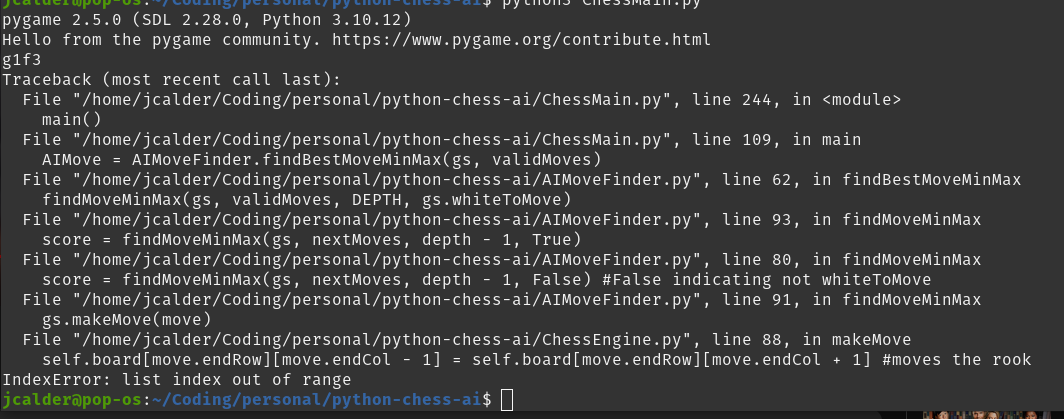 jcalder@pop-os:~/Coding/personal/python-chess-ai$ python3 ChessMain.py
pygame 2.5.0 (SDL 2.28.0, Python 3.10.12)
Hello from the pygame community. https://www.pygame.org/contribute.html
g1f3
Traceback (most recent call last):
  File "/home/jcalder/Coding/personal/python-chess-ai/ChessMain.py", line 244, in <module>
    main()
  File "/home/jcalder/Coding/personal/python-chess-ai/ChessMain.py", line 109, in main
    AIMove = AIMoveFinder.findBestMoveMinMax(gs, validMoves)
  File "/home/jcalder/Coding/personal/python-chess-ai/AIMoveFinder.py", line 62, in findBestMoveMinMax
    findMoveMinMax(gs, validMoves, DEPTH, gs.whiteToMove)
  File "/home/jcalder/Coding/personal/python-chess-ai/AIMoveFinder.py", line 93, in findMoveMinMax
    score = findMoveMinMax(gs, nextMoves, depth - 1, True)
  File "/home/jcalder/Coding/personal/python-chess-ai/AIMoveFinder.py", line 80, in findMoveMinMax
    score = findMoveMinMax(gs, nextMoves, depth - 1, False) #False indicating not whiteToMove
  File "/home/jcalder/Coding/personal/python-chess-ai/AIMoveFinder.py", line 91, in findMoveMinMax
    gs.makeMove(move)
  File "/home/jcalder/Coding/personal/python-chess-ai/ChessEngine.py", line 88, in makeMove
    self.board[move.endRow][move.endCol - 1] = self.board[move.endRow][move.endCol + 1] #moves the rook
IndexError: list index out of range
jcalder@pop-os:~/Coding/personal/python-chess-ai$